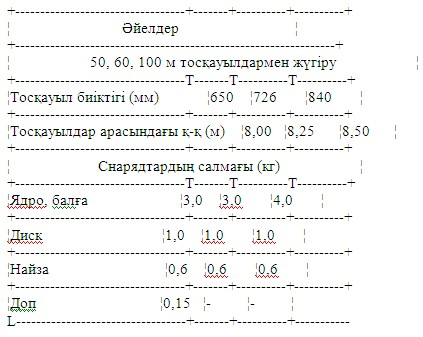 +-----------------------------+------+---------+----------+
¦ Әйелдер ¦
+-------------------------------------------------------+
¦ 50, 60, 100 м тосқауылдармен жүгіру ¦
+-----------------------------T------T---------T----------+
¦Тосқауыл биіктігі (мм) ¦650 ¦726 ¦840 ¦
+-----------------------------+------+---------+----------+
¦Тосқауылдар арасындағы қ-қ (м) ¦8,00 ¦8,25 ¦8,50 ¦
+-----------------------------+------+---------+----------+
¦ Снарядтардың салмағы (кг) ¦
+-----------------------------T------T---------T----------+
¦Ядро, балға ¦3,0 ¦3,0 ¦4,0 ¦
+-----------------------------+------+---------+----------+
¦Диск ¦1,0 ¦1,0 ¦1,0 ¦
+-----------------------------+------+---------+----------+
¦Найза ¦0,6 ¦0,6 ¦0,6 ¦
+-----------------------------+------+---------+----------+
¦Доп ¦0,15 ¦- ¦- ¦
L-----------------------------+------+---------+----------